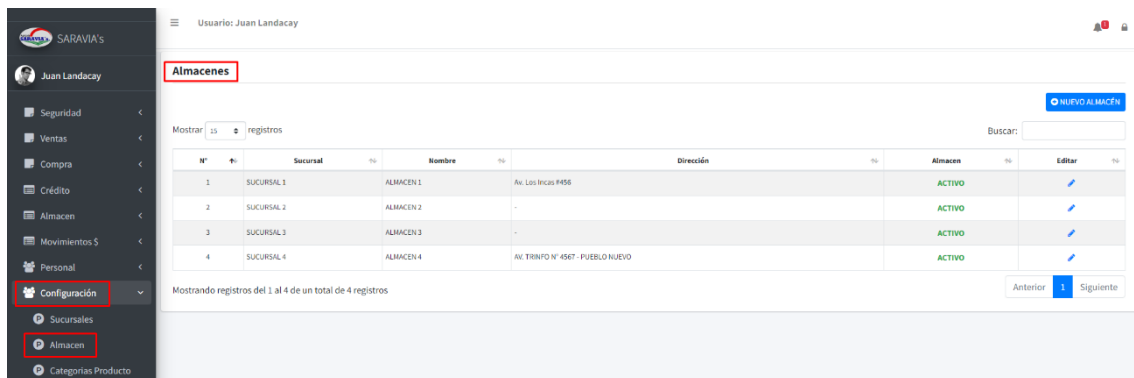 Usuario: Juan Landacay
SARAVIA's
Juan Landacay
Almacenes
NUEVO ALMACÉN
Seguridad
Ventas
Compra
Crédito
Almacen
Movimientos $
Personal
Configuración
Sucursales
Almacen
Categorias Producto
Mostrar 15 registros
Buscar:
N° Sucursal Nombre Dirección Almacen Editar
1 SUCURSAL 1 ALMACEN 1 Av. Los Incas #456 ACTIVO
2 SUCURSAL 2 ALMACEN 2 - ACTIVO
3 SUCURSAL 3 ALMACEN 3 - ACTIVO
4 SUCURSAL 4 ALMACEN 4 AV. TRINFO N° 4567 - PUEBLO NUEVO ACTIVO
Mostrando registros del 1 al 4 de un total de 4 registros
Anterior 1 Siguiente